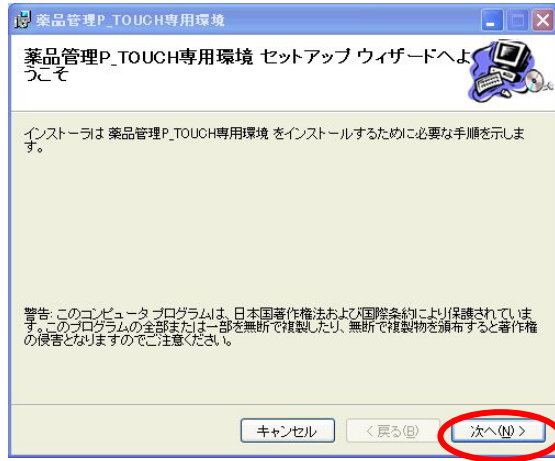 薬品管理P_TOUCH専用環境
薬品管理P_TOUCH専用環境 セットアップ ウィザードへよ
うこそ
インストーラは 薬品管理P_TOUCH専用環境 をインストールするために必要な手順を示しま
す。
警告: このコンピュータ プログラムは、日本国著作権法および国際条約により保護されていま
す。このプログラムの全部または一部を無断で複製したり、無断で複製物を頒布すると著作権
の侵害となりますのでご注意ください。
キャンセル
< 戻る(B)
次へ(N) >